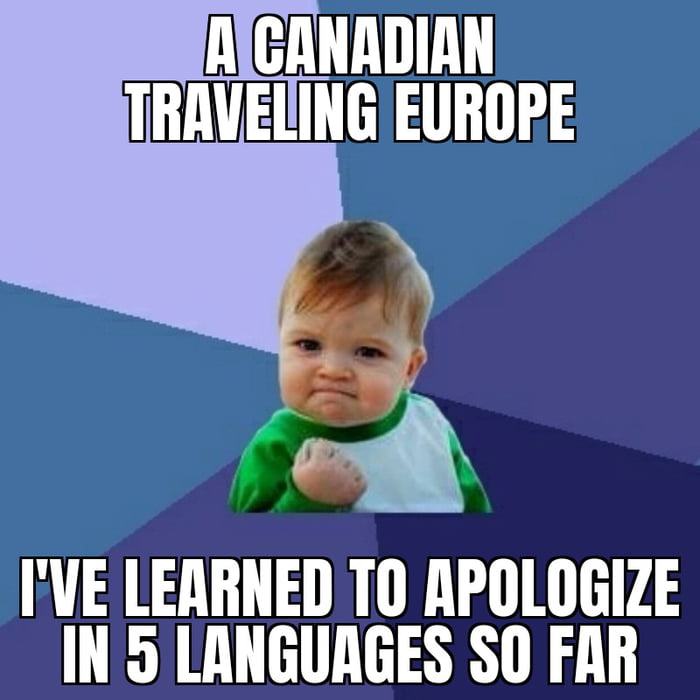 A CANADIAN
TRAVELING EUROPE
I'VE LEARNED TO APOLOGIZE
IN 5 LANGUAGES SO FAR